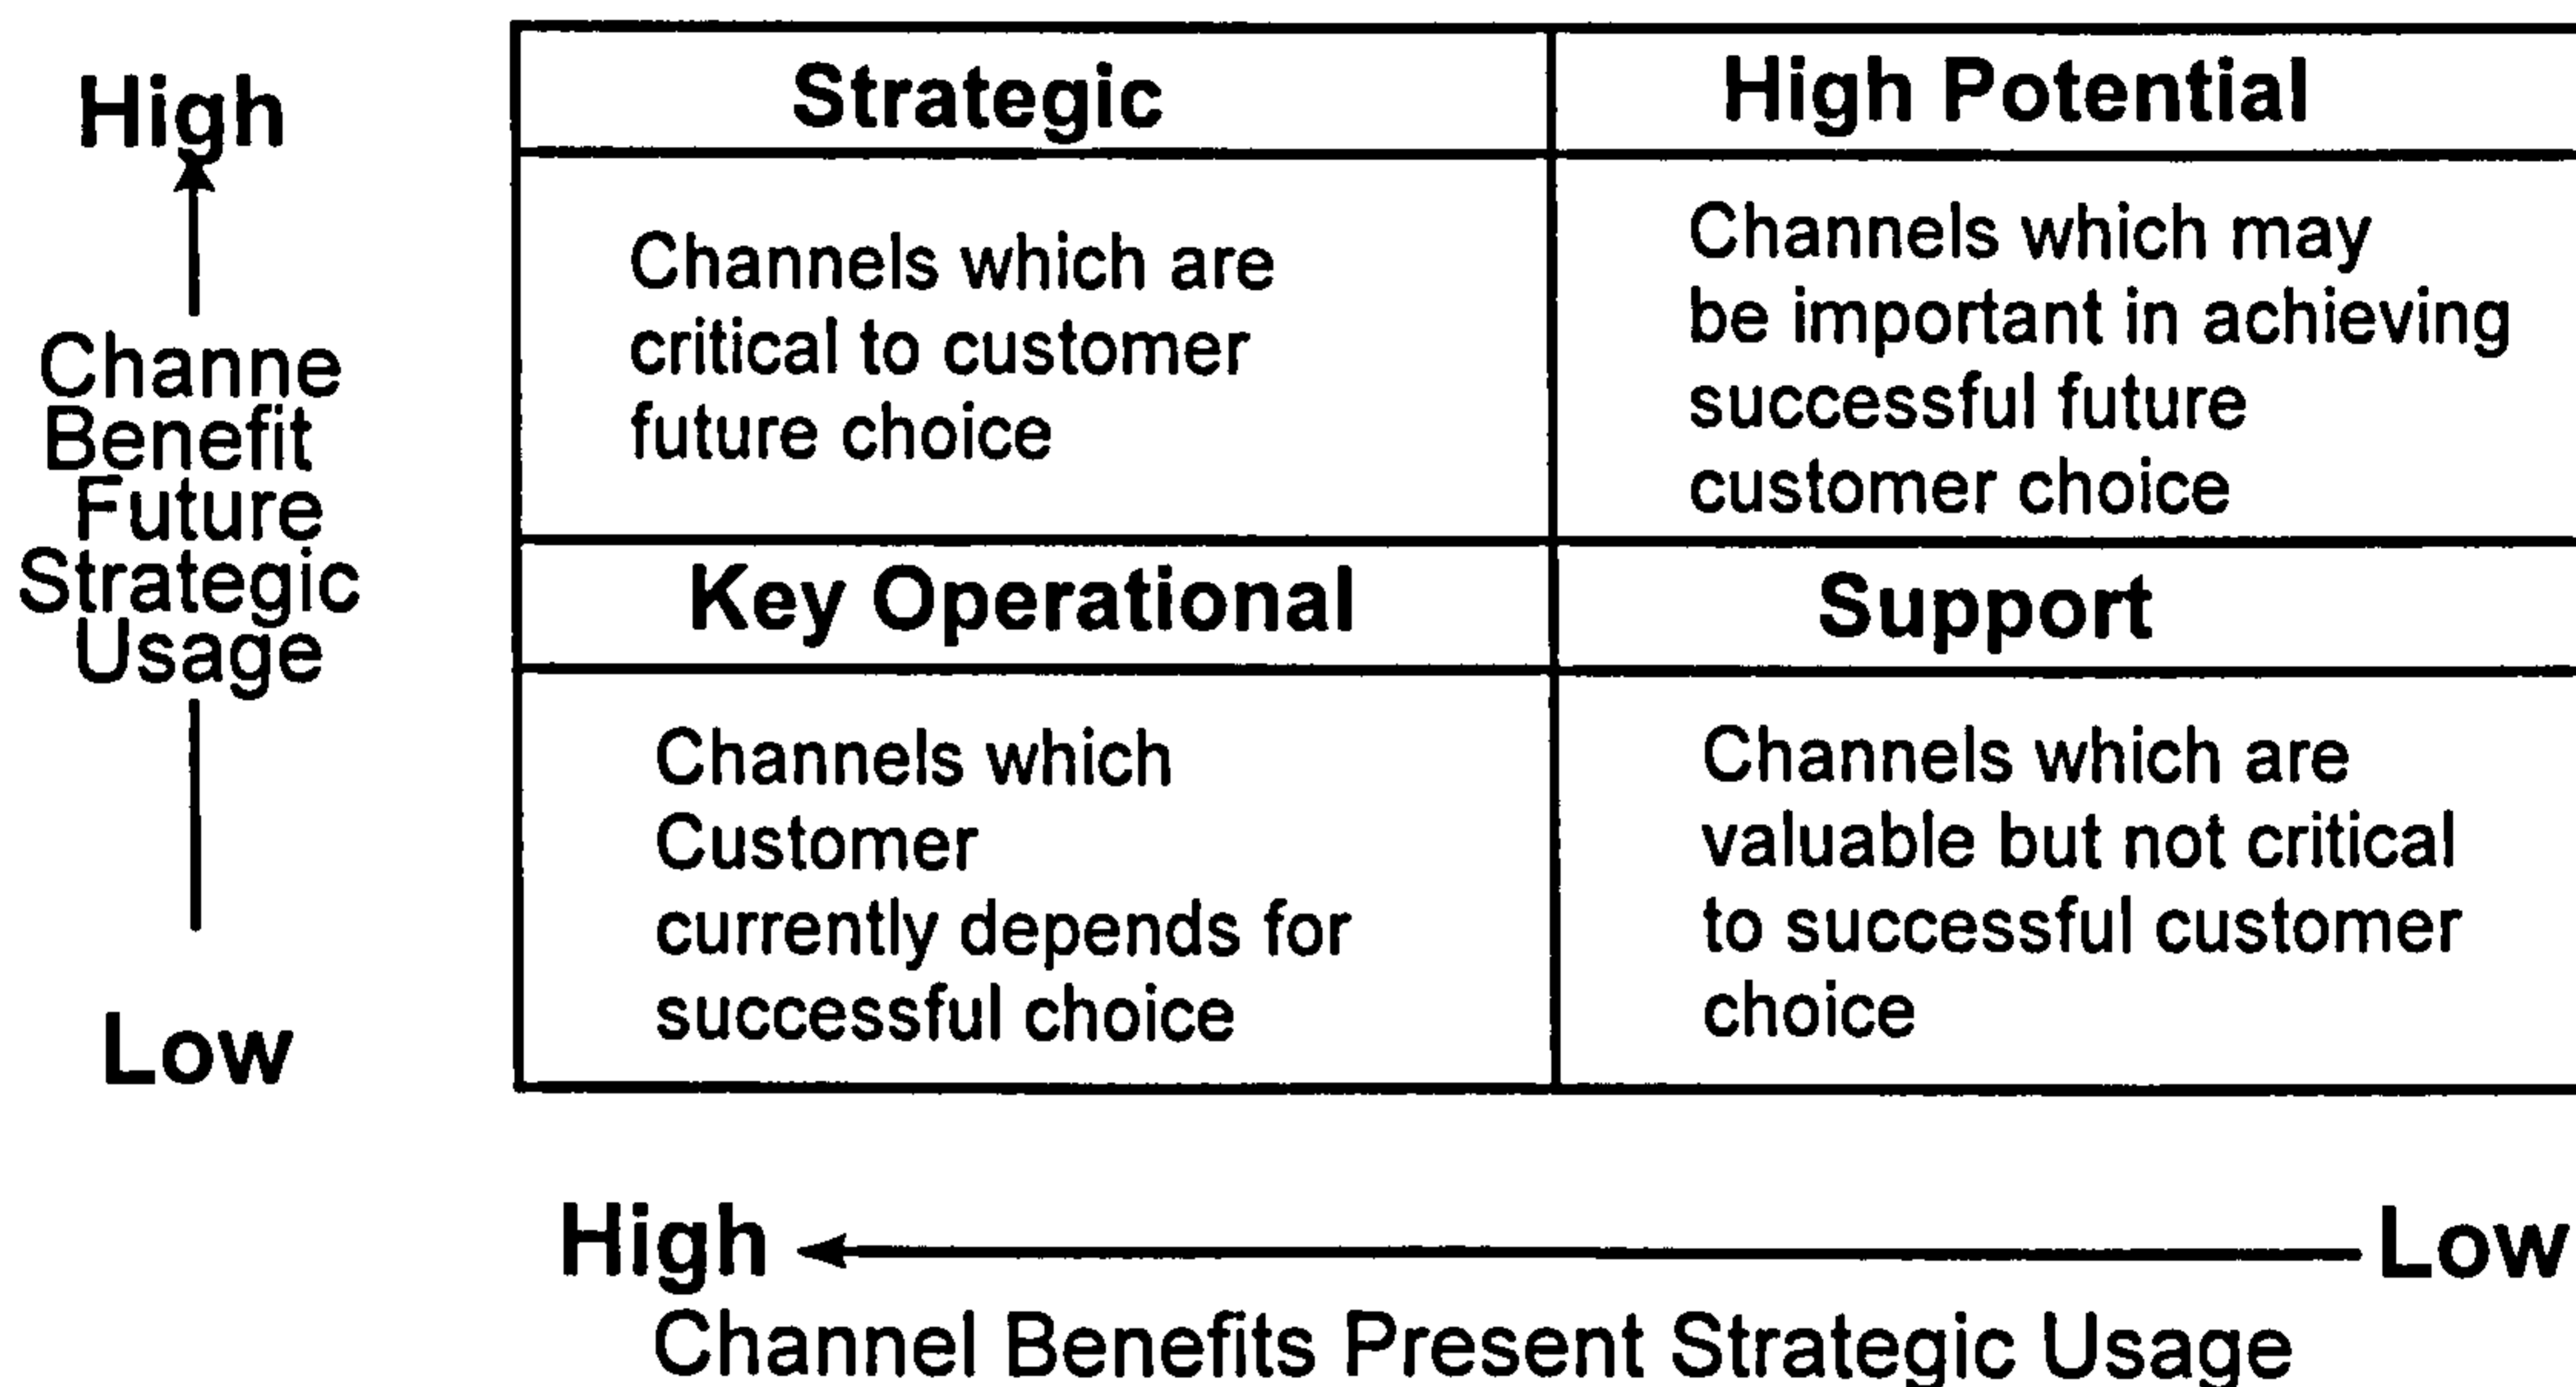 High
Channe
Benefit
Future
Strategic
Usage
Low
Strategic
Channels which are
critical to customer
future choice
High Potential
Channels which may
be important in achieving
successful future
customer choice
Key Operational
Channels which
Customer
currently depends for
successful choice
Support
Channels which are
valuable but not critical
to successful customer
choice
High
Low
Channel Benefits Present Strategic Usage